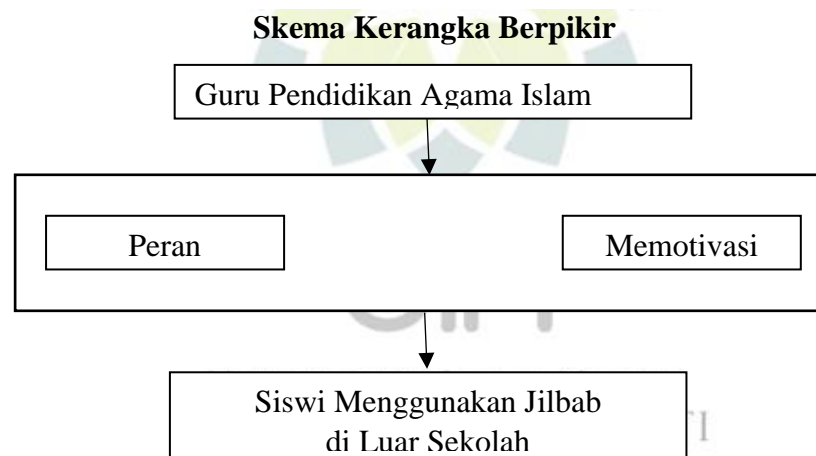 Skema Kerangka Berpikir
Guru Pendidikan Agama Islam
Peran
Memotivasi
Siswi Menggunakan Jilbab
di Luar Sekolah